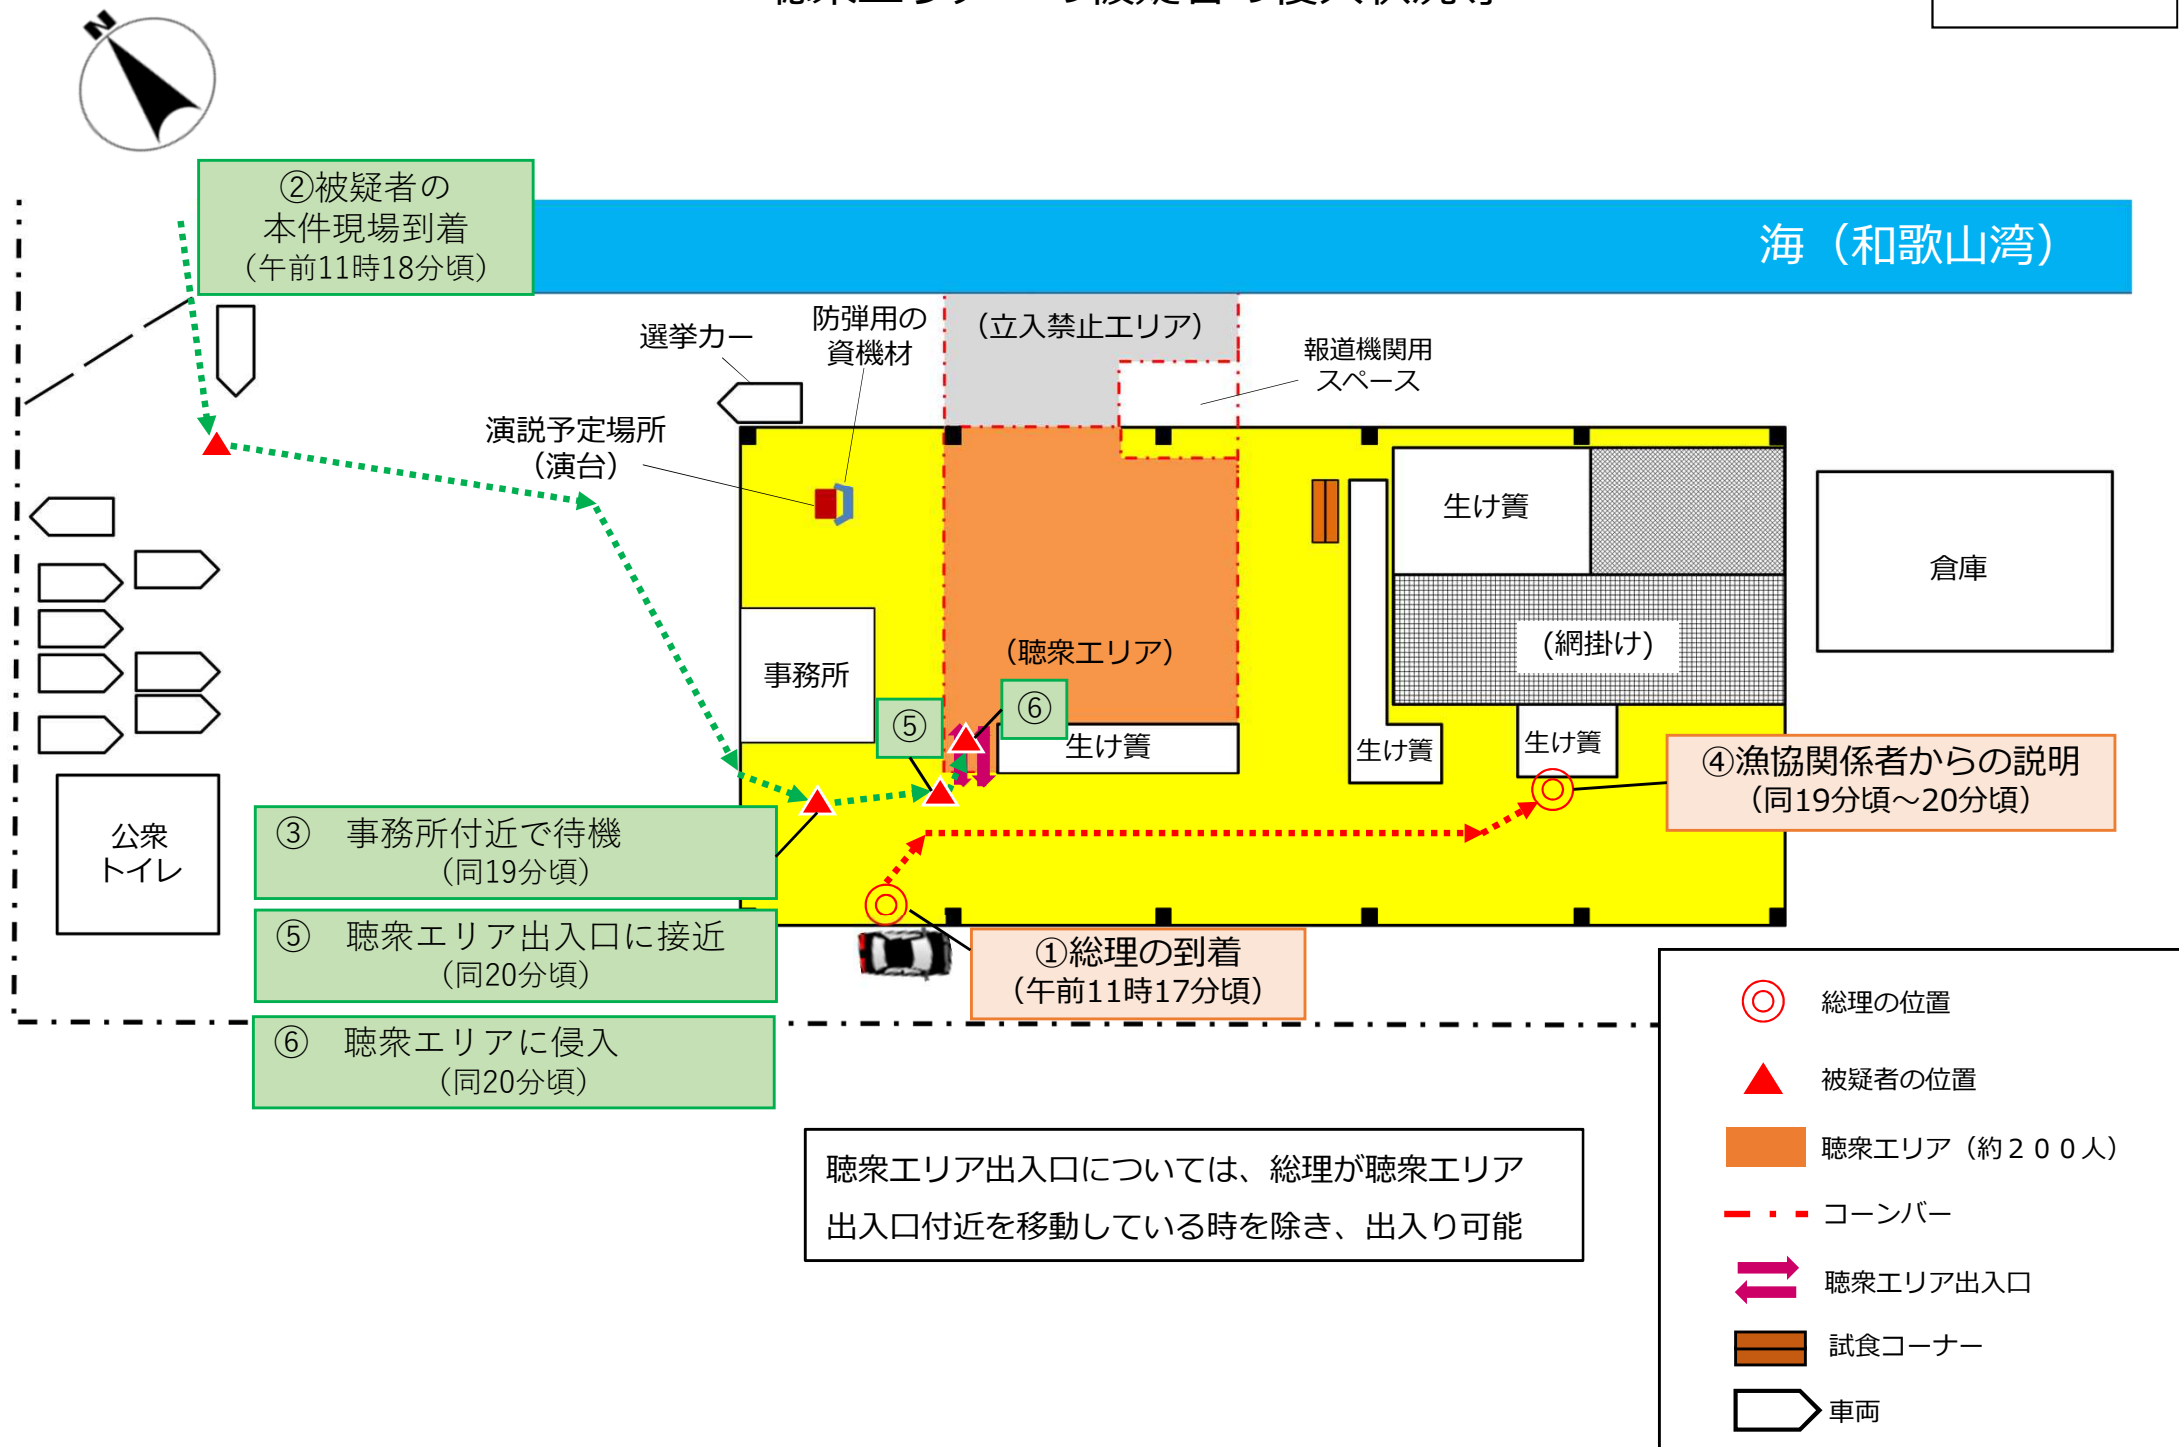 N
②被疑者の
本件現場到着
（午前11時18分頃）
海（和歌山湾）
選挙カー
防弾用の
資機材
（立入禁止エリア）
報道機関用
スペース
演説予定場所
（演台）
生け簀
倉庫
(網掛け)
（聴衆エリア）
事務所
⑤
⑥
生け簀
生け簀
生け簀
④漁協関係者からの説明
（同19分頃～20分頃）
公衆
トイレ
③　事務所付近で待機
（同19分頃）
⑤　聴衆エリア出入口に接近
（同20分頃）
①総理の到着
（午前11時17分頃）
⑥　聴衆エリアに侵入
（同20分頃）
聴衆エリア出入口については、総理が聴衆エリア
出入口付近を移動している時を除き、出入り可能
総理の位置
被疑者の位置
聴衆エリア（約２００人）
コーンバー
聴衆エリア出入口
試食コーナー
車両